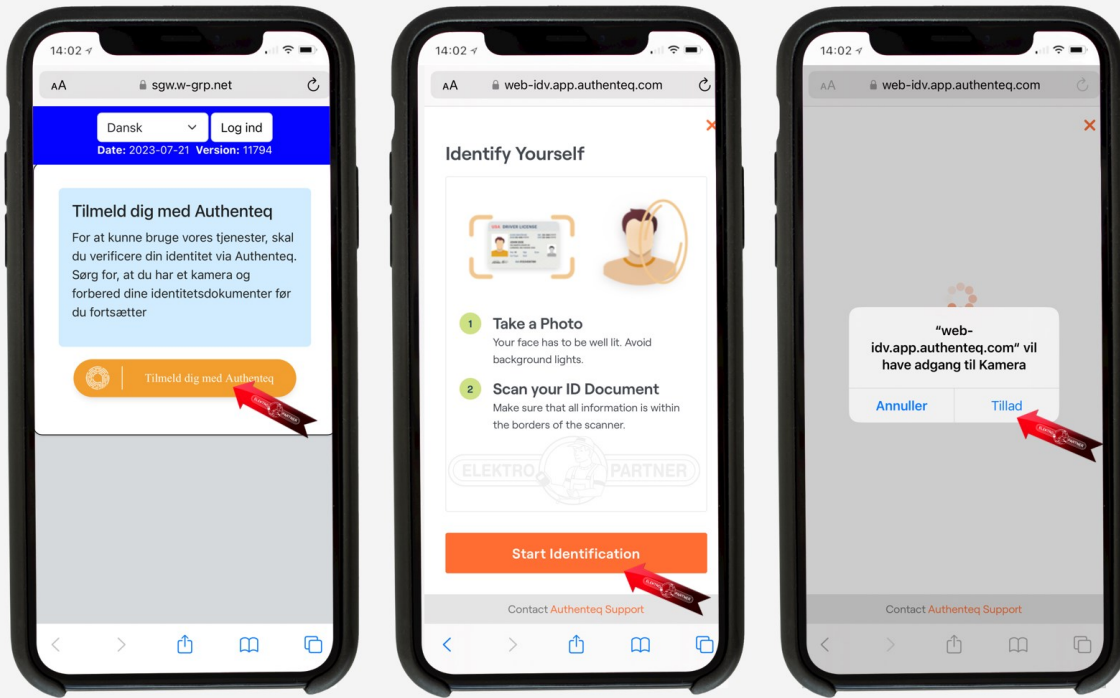 14:02
AA sgw.w-grp.net
Dansk Log ind
Date: 2023-07-21 Version: 11794
Tilmeld dig med Authenteq
For at kunne bruge vores tjenester, skal
du verificere din identitet via Authenteq.
Sørg for, at du har et kamera og
forbered dine identitetsdokumenter før
du fortsætter
Tilmeld dig med Authenteq
ELEKTRO PARTNER
14:02
AA web-idv.app.authenteq.com
Identify Yourself
DRIVER LICENSE
1 Take a Photo
Your face has to be well lit. Avoid
background lights.
2 Scan your ID Document
Make sure that all information is within
the borders of the scanner.
ELEKTRO PARTNER
Start Identification
ELEKTRO PARTNER
Contact Authenteq Support
14:02
AA web-idv.app.authenteq.com
"web-
idv.app.authenteq.com" vil
have adgang til Kamera
Annuller Tillad
ELEKTRO PARTNER
Contact Authenteq Support